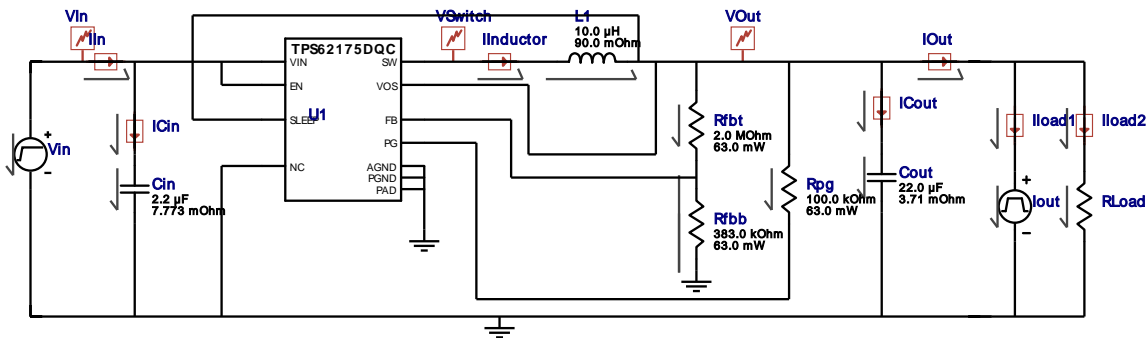 VIn
IIn
VSwitch
IInductor
L1
10.0 µH
90.0 mOhm
VOut
IOut
TPS62175DQC
VIN
EN
SLEEP
NC
U1
SW
VOS
FB
PG
AGND
PGND
PAD
+
Vin
-
ICin
Cin
2.2 µF
7.773 mOhm
Rfbt
2.0 MOhm
63.0 mW
Rfbb
383.0 kOhm
63.0 mW
Rpg
100.0 kOhm
63.0 mW
ICout
Cout
22.0 µF
3.71 mOhm
Iload1
Iload2
+
Iout
-
RLoad